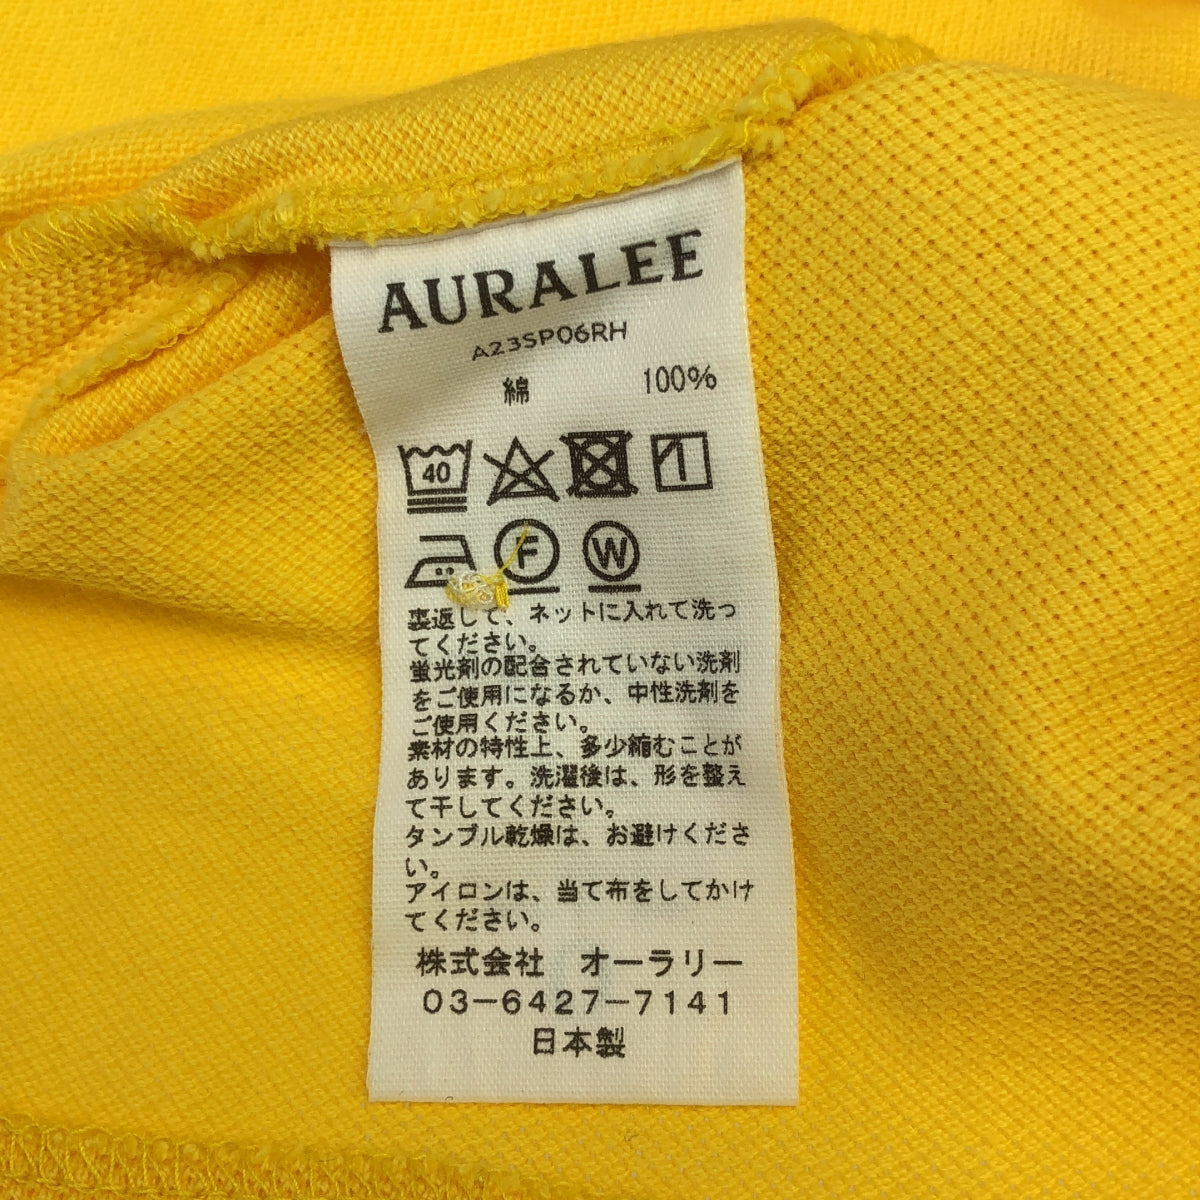 AURALEE
A23SP06RH
綿 100%
40
F W
裏返して、ネットに入れて洗っ
てください。
蛍光剤の配合されていない洗剤
をご使用になるか、中性洗剤を
ご使用ください。
素材の特性上、多少縮むことが
あります。洗濯後は、形を整え
て干してください。
タンブル乾燥は、お避けくださ
い。
アイロンは、当て布をしてかけ
てください。
株式会社 オーラリー
03-6427-7141
日本製